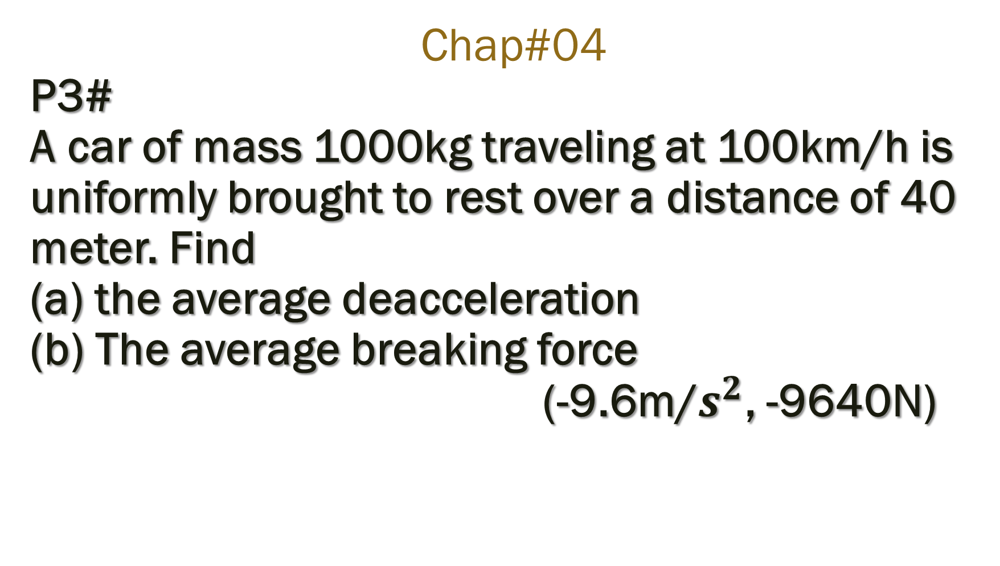 Chap#04
P3#
A car of mass 1000kg traveling at 100km/h is
uniformly brought to rest over a distance of 40
meter. Find
(a) the average deacceleration
(b) The average breaking force
(-9.6m/s², -9640N)